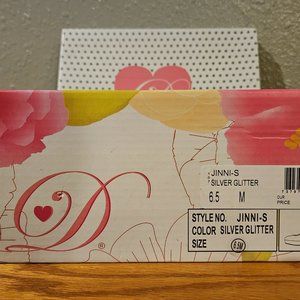 D
D
®
JINNI-S
SILVER GLITTER
6.5 M
OUR
PRICE
STYLE NO. JINNI-S
COLOR SILVER GLITTER
SIZE 6.5M